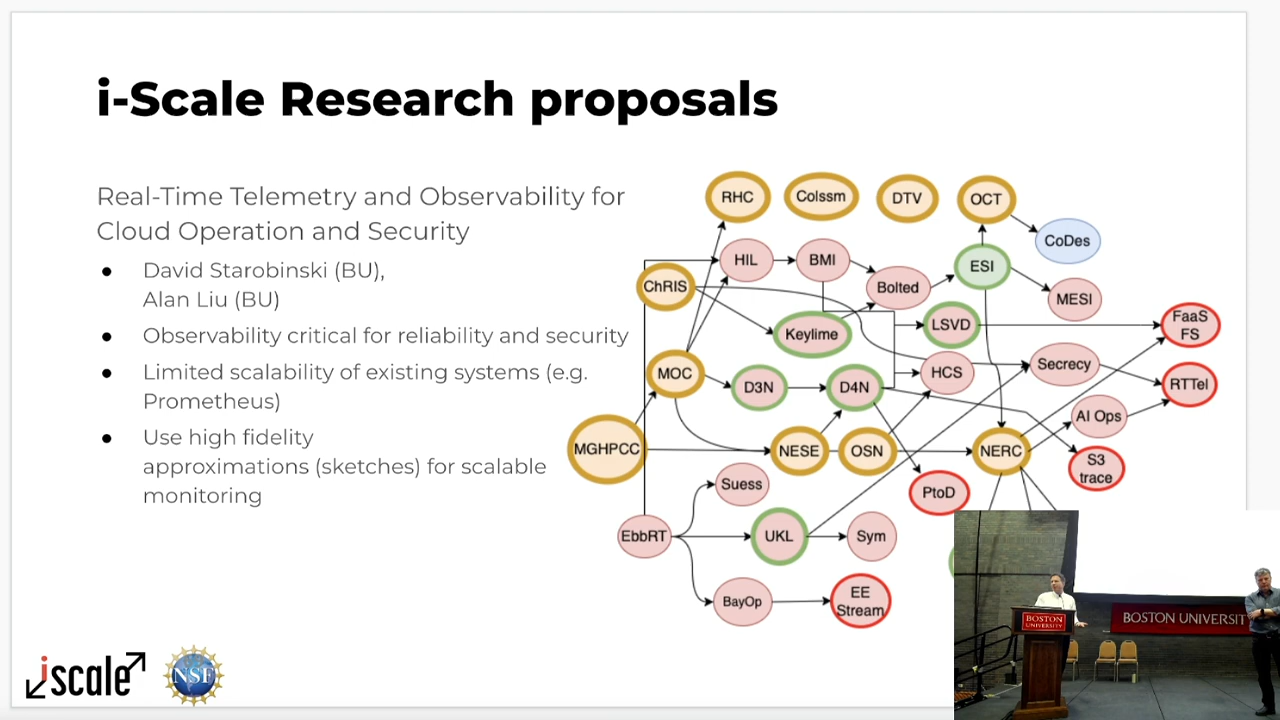 i-Scale Research proposals
Real-Time Telemetry and Observability for
Cloud Operation and Security
● David Starobinski (BU),
Alan Liu (BU)
● Observability critical for reliability and security
● Limited scalability of existing systems (e.g.
Prometheus)
● Use high fidelity
approximations (sketches) for scalable
monitoring
RHC
Colssm
DTV
OCT
CoDes
HIL
BMI
ESI
ChRIS
Bolted
MESI
Keylime
LSVD
FaaS
FS
MOC
D3N
D4N
HCS
Secrecy
RTTel
AI Ops
MGHPCC
NESE
OSN
NERC
S3
trace
Suess
PtoD
EbbRT
UKL
Sym
BayOp
EE
Stream
iscale
NSF
BOSTON
UNIVERSITY
BOSTON UNIVERSIT